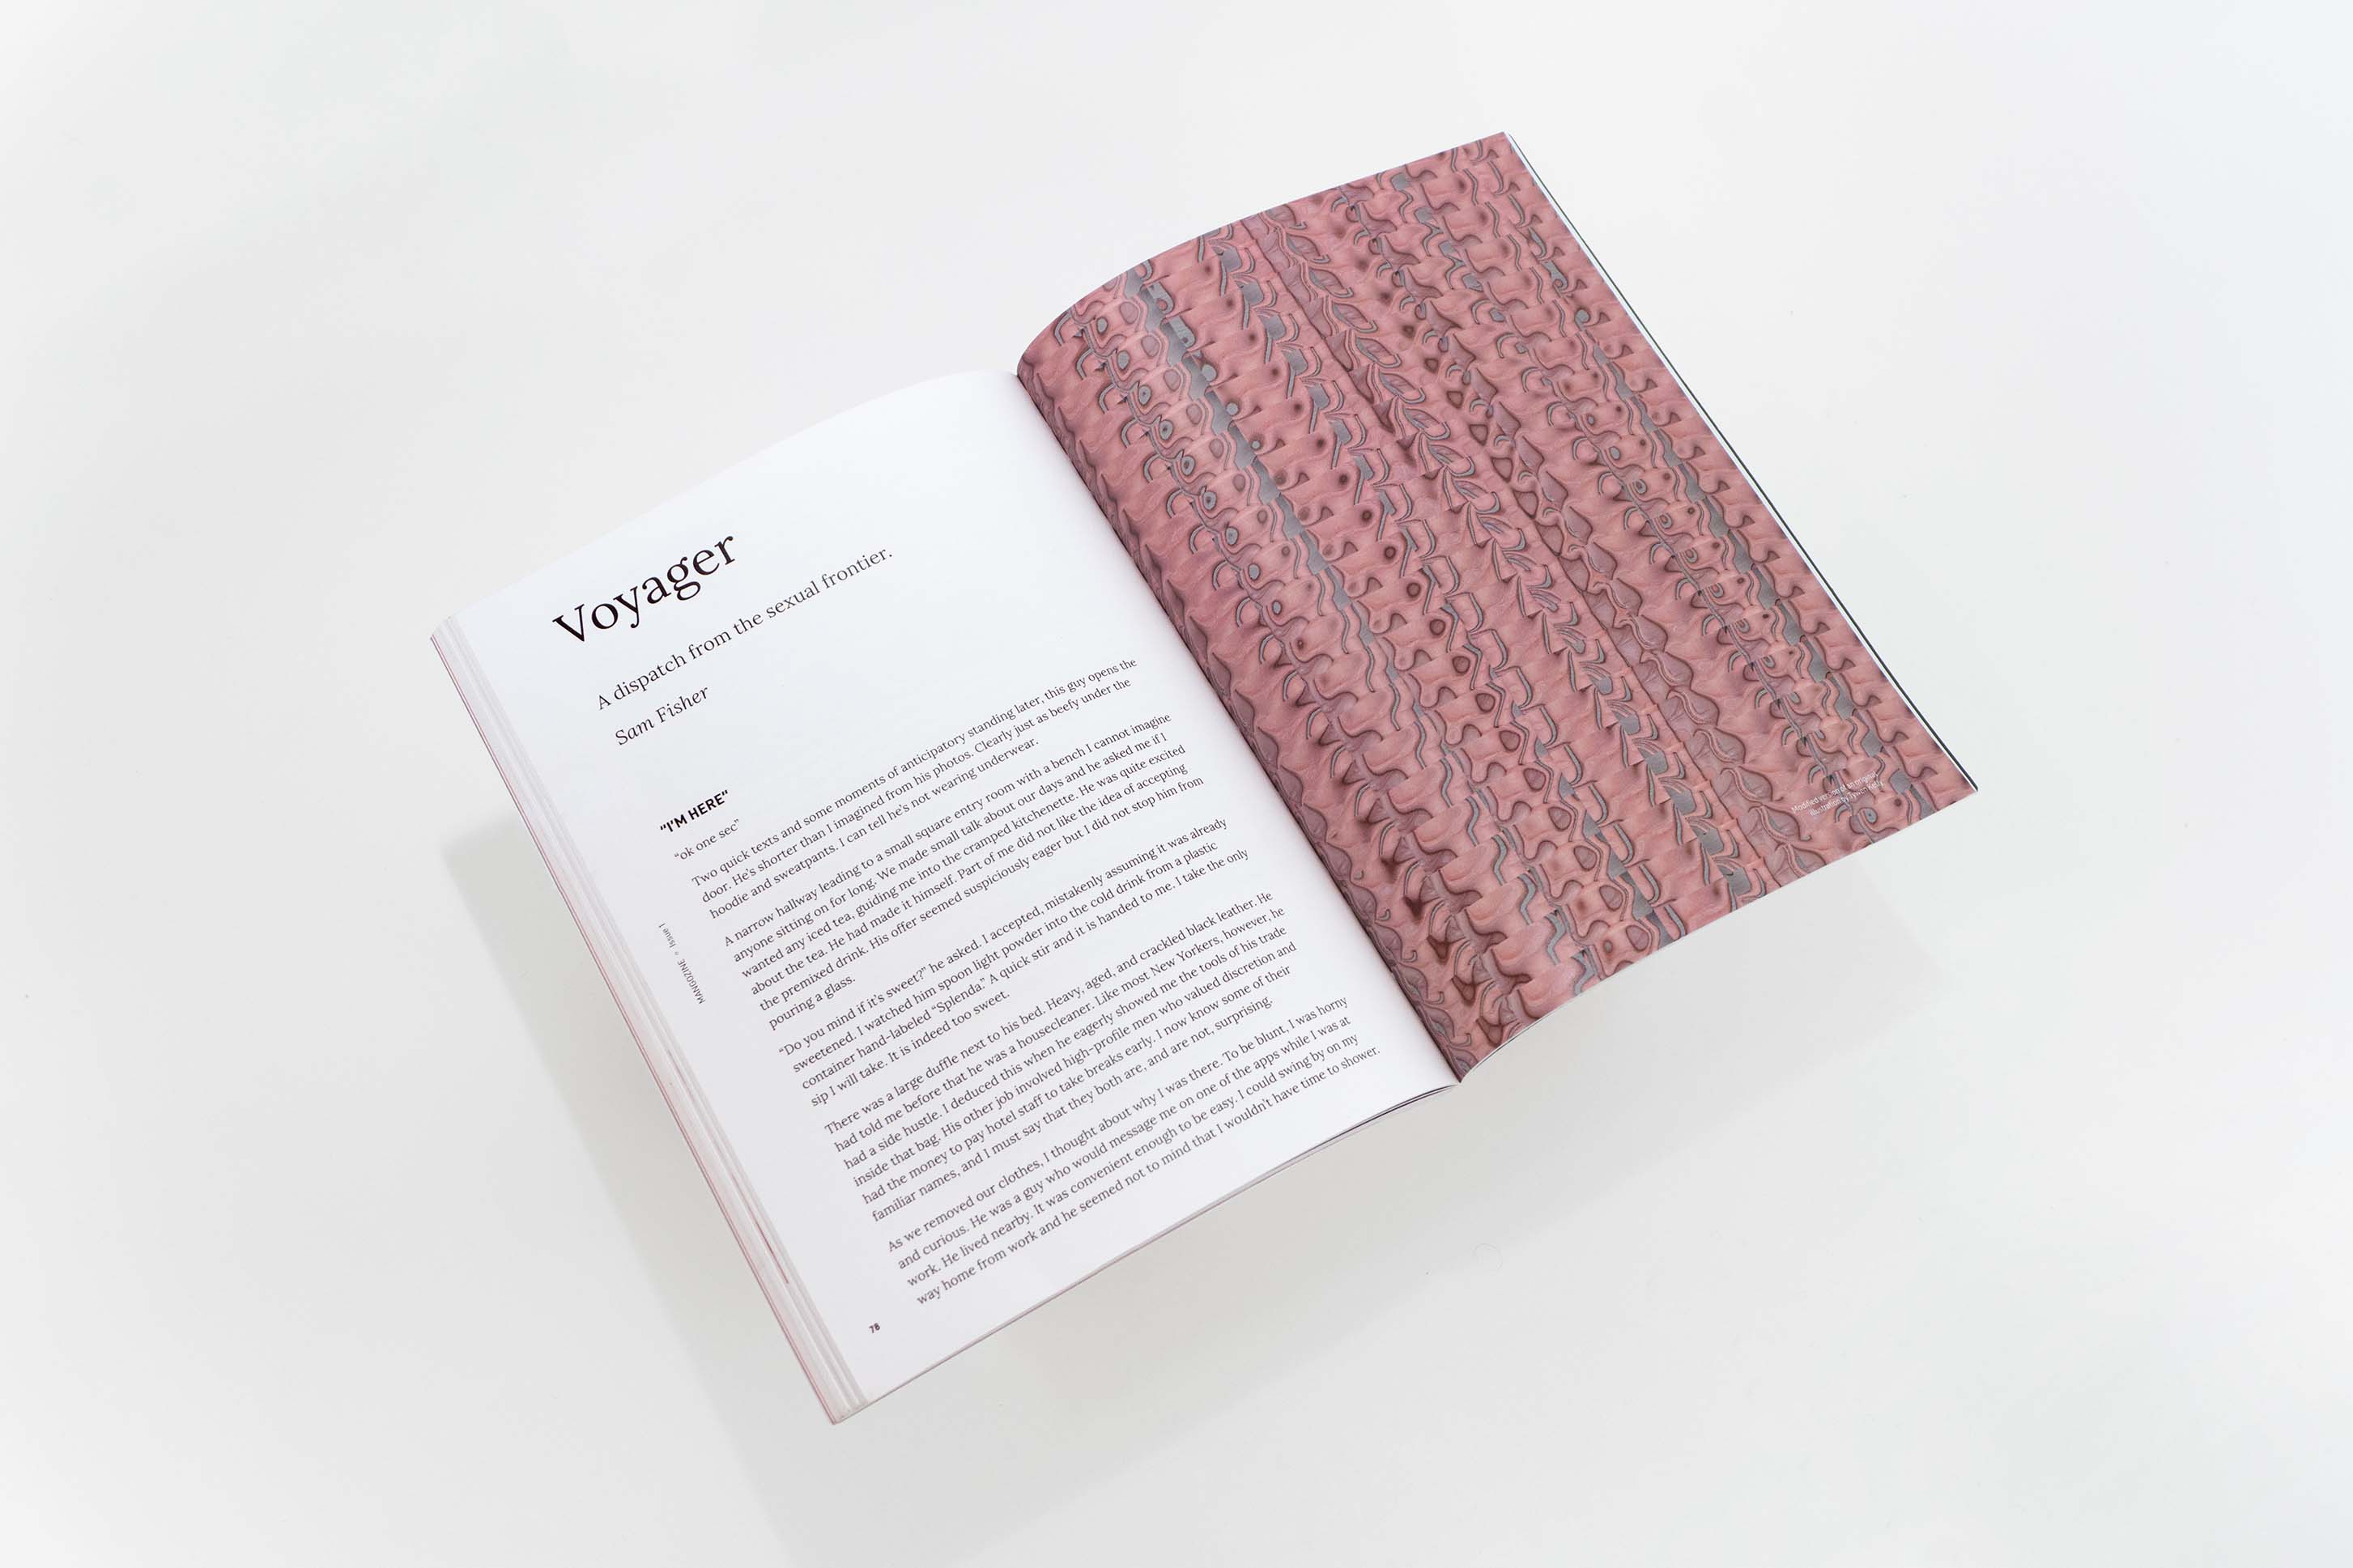 Voyager
A dispatch from the sexual frontier.
Sam Fisher
"I'M HERE"
"ok one sec"
Two quick texts and some moments of anticipatory standing later, this guy opens the
door. He's shorter than I imagined from his photos. Clearly just as beefy under the
hoodie and sweatpants. I can tell he's not wearing underwear.
A narrow hallway leading to a small square entry room with a bench I cannot imagine
anyone sitting on for long. We made small talk about our days and he asked me if I
wanted any iced tea, guiding me into the cramped kitchenette. He was quite excited
about the tea. He had made it himself. Part of me did not like the idea of accepting
the premixed drink. His offer seemed suspiciously eager but I did not stop him from
pouring a glass.
"Do you mind if it's sweet?" he asked. I accepted, mistakenly assuming it was already
sweetened. I watched him spoon light powder into the cold drink from a plastic
container hand-labeled "Splenda." A quick stir and it is handed to me. I take the only
sip I will take. It is indeed too sweet.
There was a large duffle next to his bed. Heavy, aged, and crackled black leather. He
had told me before that he was a housecleaner. Like most New Yorkers, however, he
had a side hustle. I deduced this when he eagerly showed me the tools of his trade
inside that bag. His other job involved high-profile men who valued discretion and
had the money to pay hotel staff to take breaks early. I now know some of their
familiar names, and I must say that they both are, and are not, surprising.
As we removed our clothes, I thought about why I was there. To be blunt, I was horny
and curious. He was a guy who would message me on one of the apps while I was at
work. He lived nearby. It was convenient enough to be easy. I could swing by on my
way home from work and he seemed not to mind that I wouldn't have time to shower.
MANGOZINE
Issue 1
78
Modified version of an original
illustration by